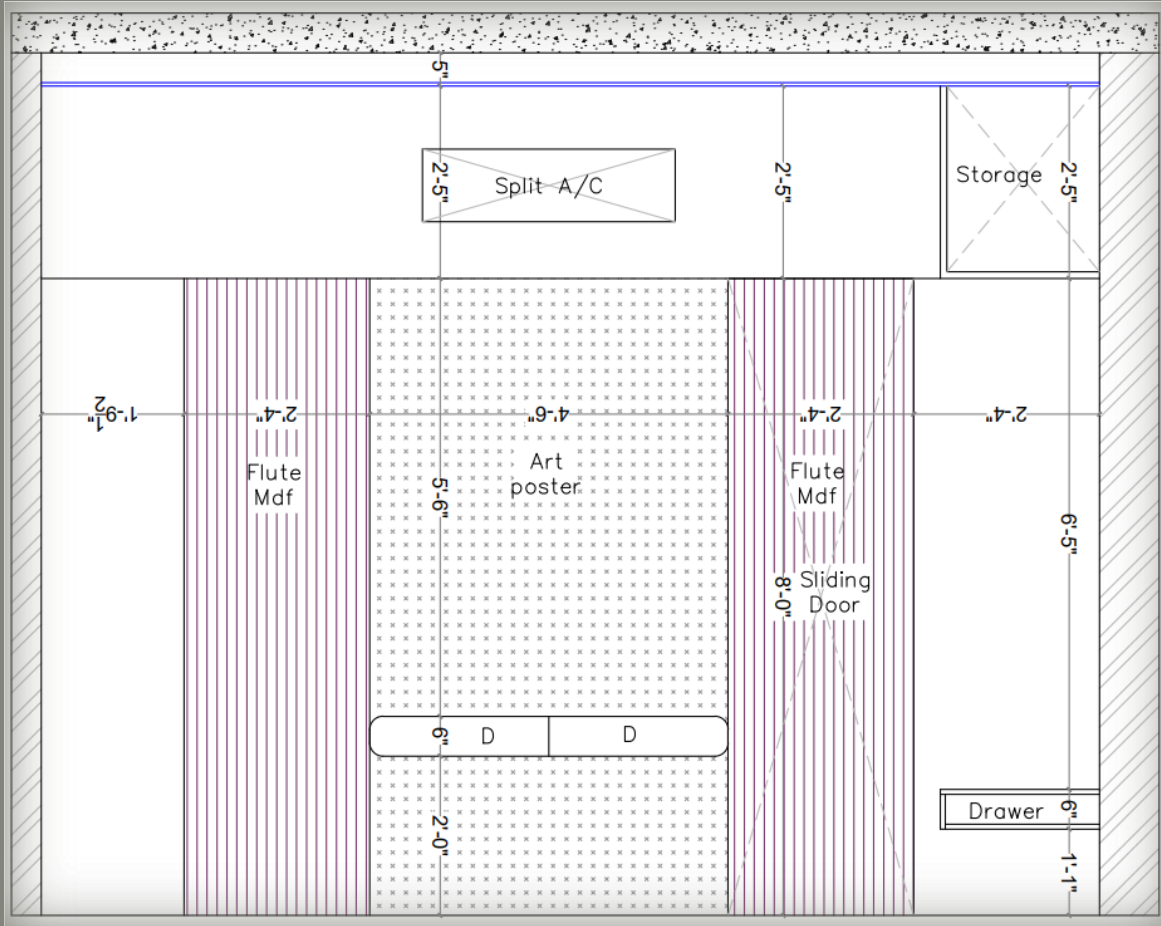 5"
2'-5"
Split A/C
2'-5"
Storage
2'-5"
1'-9 1/2"
2'-4"
4'-6"
2'-4"
2'-4"
Flute
Mdf
Art
poster
5'-6"
Flute
Mdf
6'-5"
8'-0"
Sliding
Door
6"
D
D
Drawer
6"
2'-0"
1'-1"